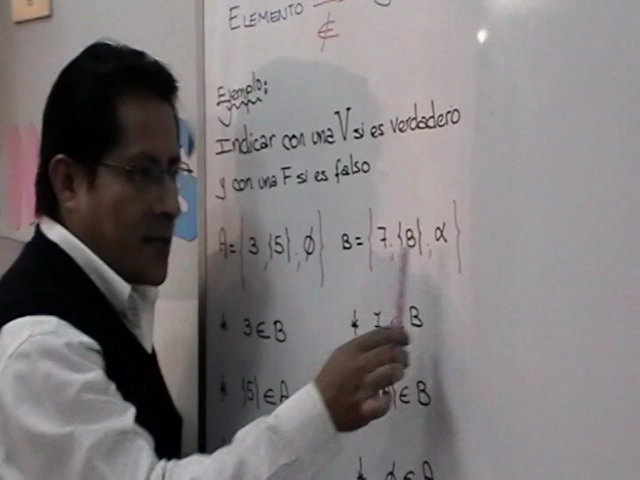 ELEMENTO
∉
Ejemplo:
Indicar con una V si es verdadero
y con una F si es falso
A = { 3, {5}, ∅ } B = { 7, {8}, α }
* 3 ∈ B * 7 B
* {5} ∈ A } ∈ B
* ∅ ∈ A